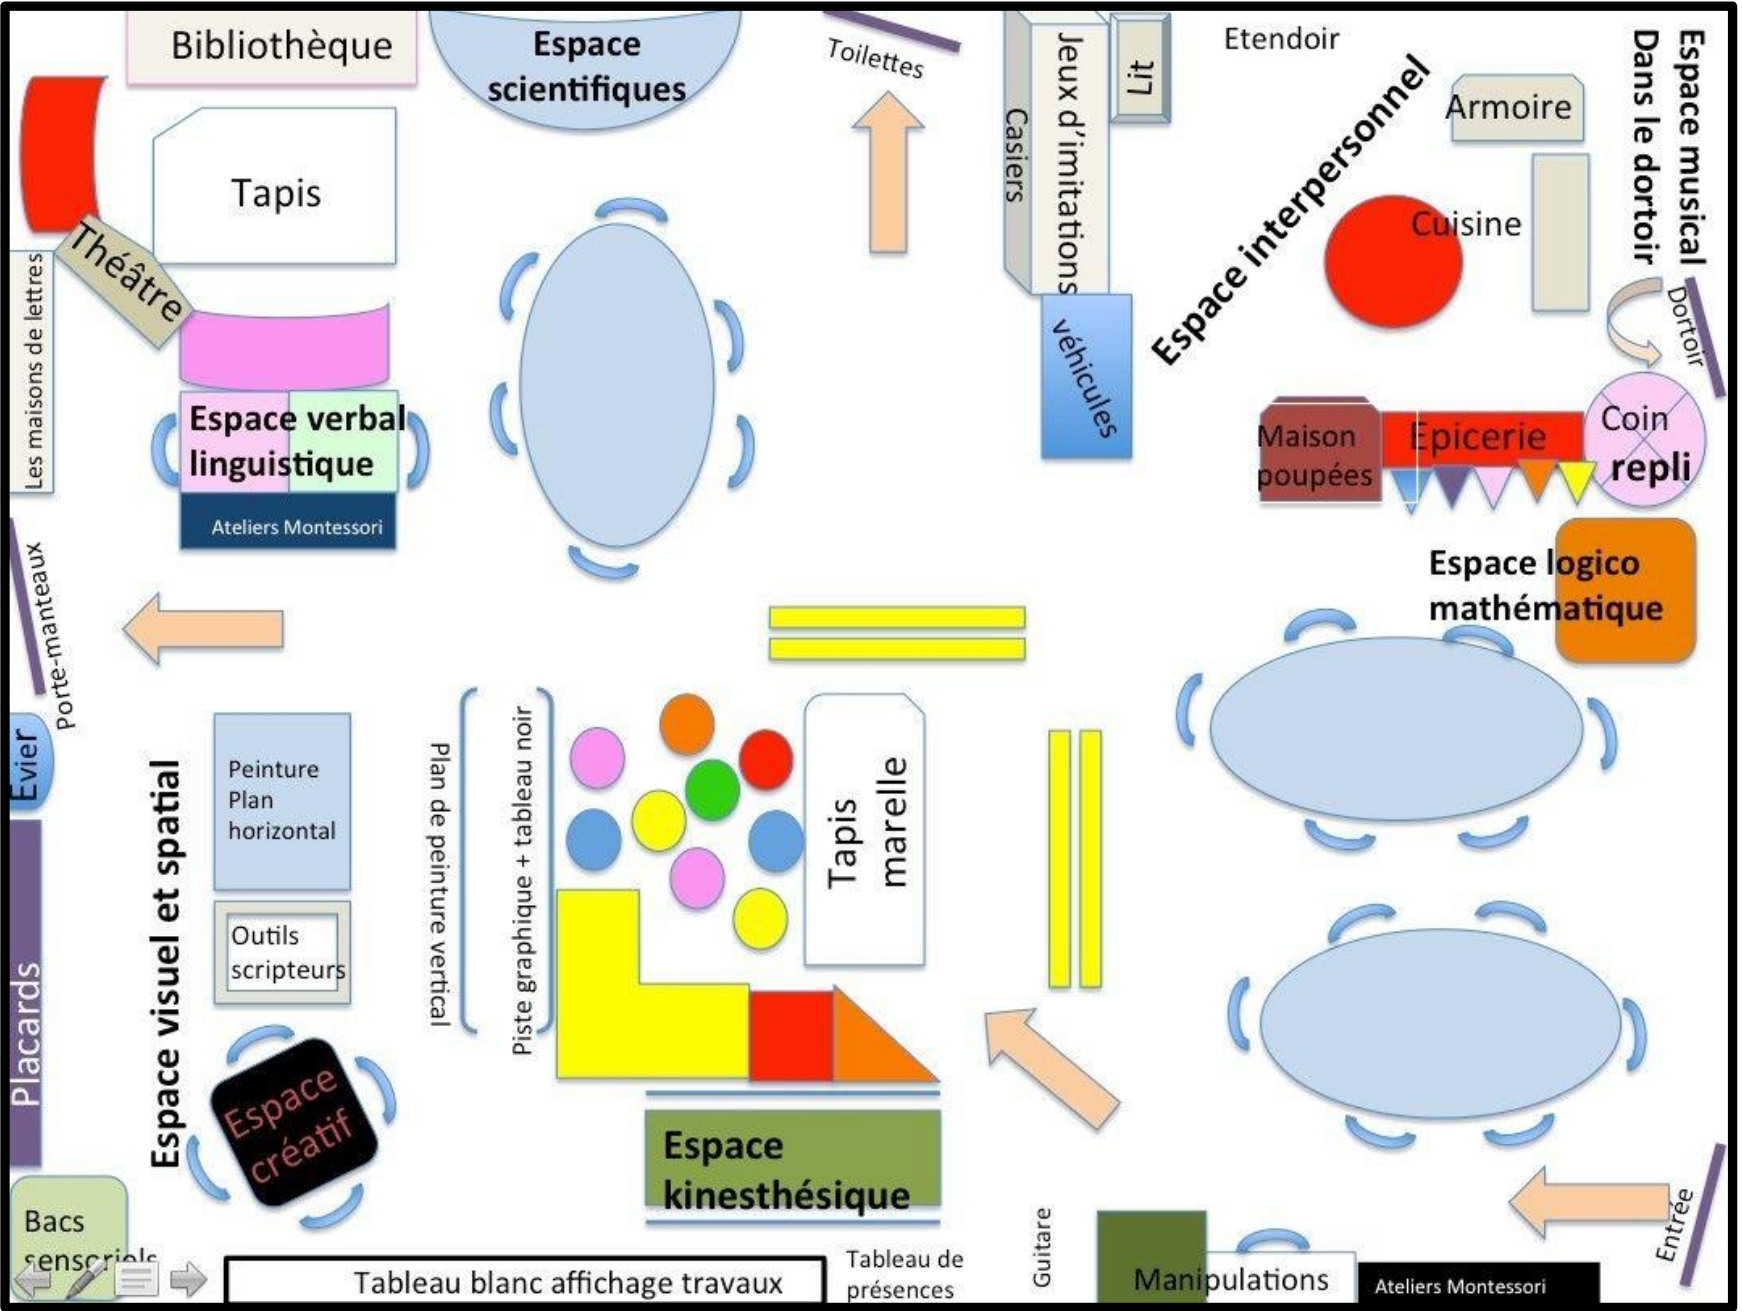 Bibliothèque
Espace
scientifiques
Toilettes
Casiers
Jeux d'imitations
Lit
Etendoir
Espace interpersonnel
Armoire
Cuisine
Espace musical
Dans le dortoir
Dortoir
Tapis
Théâtre
Les maisons de lettres
véhicules
Espace verbal
linguistique
Ateliers Montessori
Maison
poupées
Epicerie
Coin
repli
Espace logico
mathématique
Porte-manteaux
Evier
Placards
Espace visuel et spatial
Peinture
Plan
horizontal
Outils
scripteurs
Plan de peinture vertical
Piste graphique + tableau noir
Tapis
marelle
Espace
créatif
Espace
kinesthésique
Bacs
sensoriels
Tableau blanc affichage travaux
Tableau de
présences
Guitare
Manipulations
Ateliers Montessori
Entrée